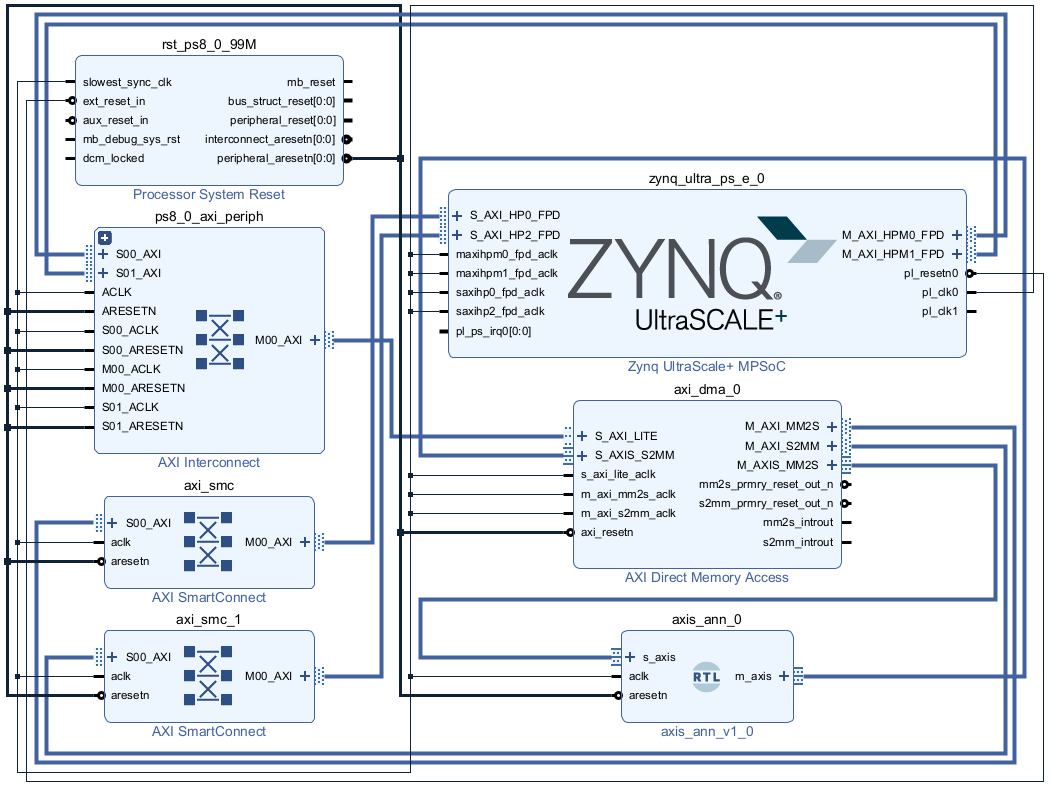 rst_ps8_0_99M
slowest_sync_clk
ext_reset_in
aux_reset_in
mb_debug_sys_rst
dcm_locked
mb_reset
bus_struct_reset[0:0]
peripheral_reset[0:0]
interconnect_aresetn[0:0]
peripheral_aresetn[0:0]
Processor System Reset
ps8_0_axi_periph
S00_AXI
S01_AXI
ACLK
ARESETN
S00_ACLK
S00_ARESETN
M00_ACLK
M00_ARESETN
S01_ACLK
S01_ARESETN
M00_AXI
AXI Interconnect
axi_smc
S00_AXI
aclk
aresetn
M00_AXI
AXI SmartConnect
axi_smc_1
S00_AXI
aclk
aresetn
M00_AXI
AXI SmartConnect
zynq_ultra_ps_e_0
S_AXI_HP0_FPD
S_AXI_HP2_FPD
maxihpm0_fpd_aclk
maxihpm1_fpd_aclk
saxihp0_fpd_aclk
saxihp2_fpd_aclk
pl_ps_irq0[0:0]
ZYNQ®
UltraSCALE+
M_AXI_HPM0_FPD
M_AXI_HPM1_FPD
pl_resetn0
pl_clk0
pl_clk1
Zynq UltraScale+ MPSoC
axi_dma_0
S_AXI_LITE
S_AXIS_S2MM
s_axi_lite_aclk
m_axi_mm2s_aclk
m_axi_s2mm_aclk
axi_resetn
M_AXI_MM2S
M_AXI_S2MM
M_AXIS_MM2S
mm2s_prmry_reset_out_n
s2mm_prmry_reset_out_n
mm2s_introut
s2mm_introut
AXI Direct Memory Access
axis_ann_0
s_axis
aclk
aresetn
RTL
m_axis
axis_ann_v1_0